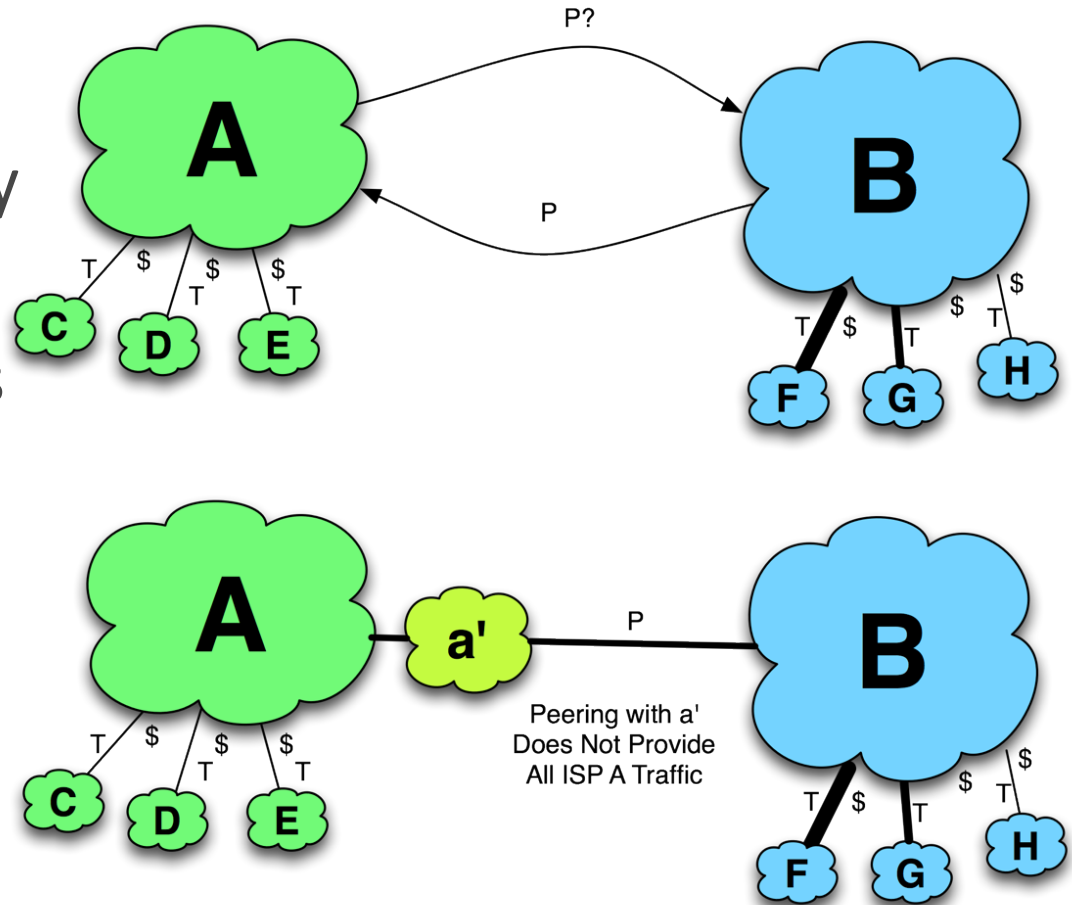 P?
A
B
y
P
T $ $ T $ T
C D E
s
T $ T $ T $
F G H
A
a'
P
B
Peering with a'
Does Not Provide
All ISP A Traffic
T $ $ T $ T
C D E
T $ T $ T $
F G H